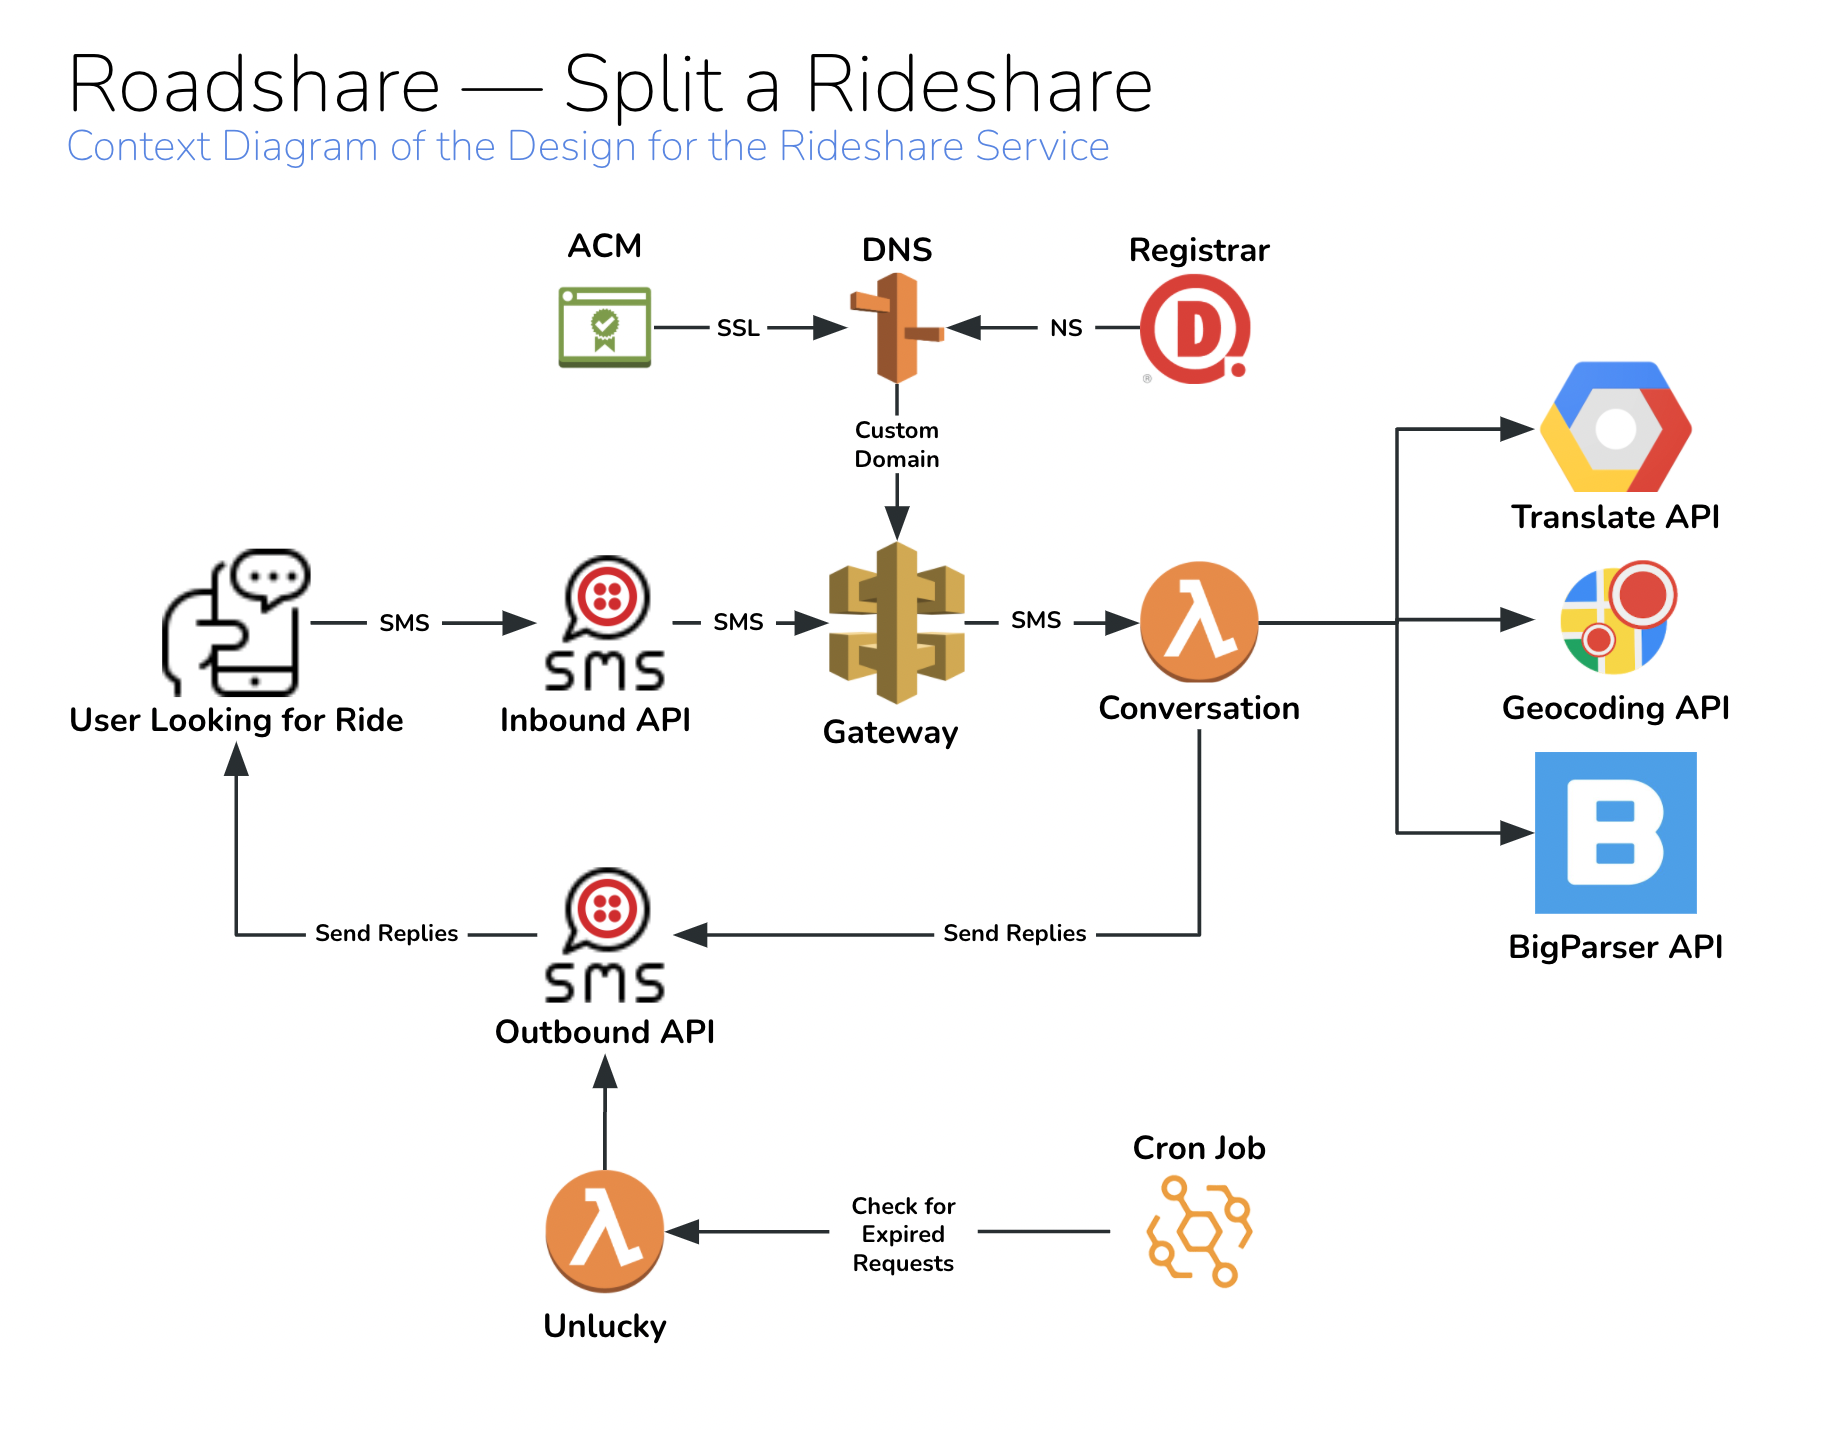 Roadshare — Split a Rideshare
Context Diagram of the Design for the Rideshare Service
ACM
DNS
Registrar
SSL
NS
D
®
Custom
Domain
Translate API
SMS
SMS
SMS
SMS
User Looking for Ride
Inbound API
Gateway
Conversation
Geocoding API
B
BigParser API
Send Replies
Send Replies
SMS
Outbound API
Cron Job
Check for
Expired
Requests
Unlucky